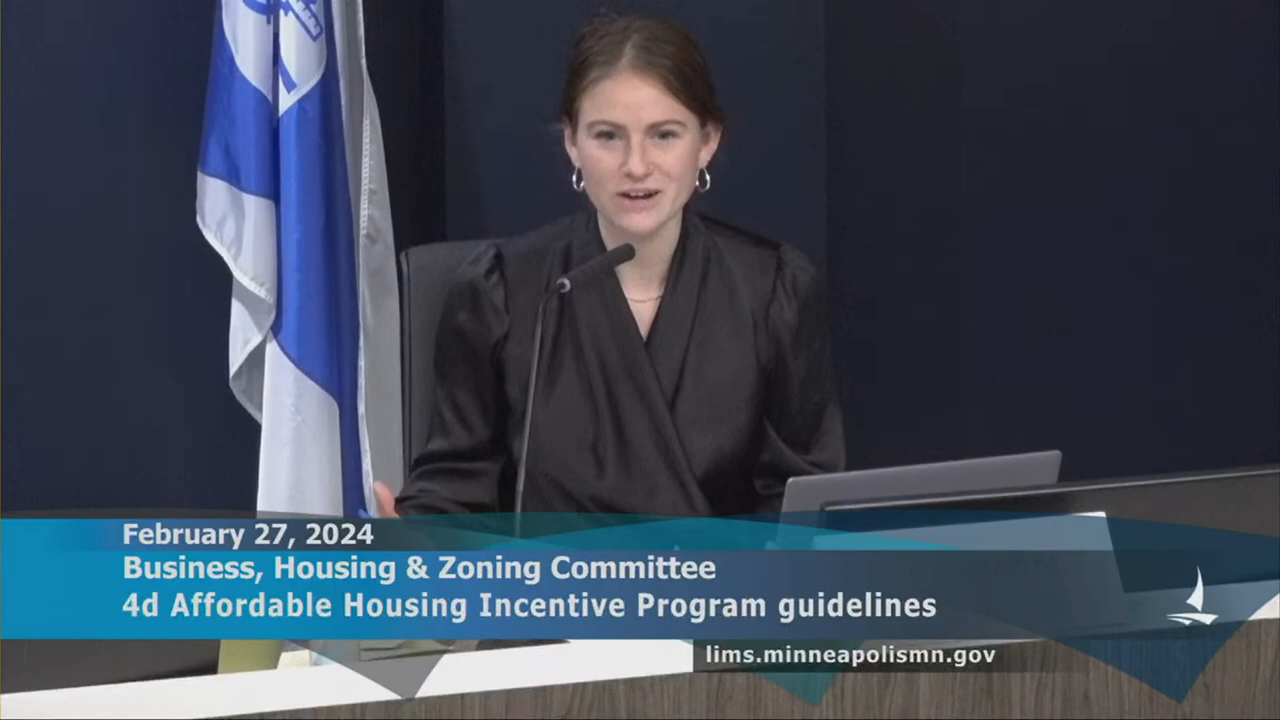 February 27, 2024
Business, Housing & Zoning Committee
4d Affordable Housing Incentive Program guidelines
lims.minneapolismn.gov